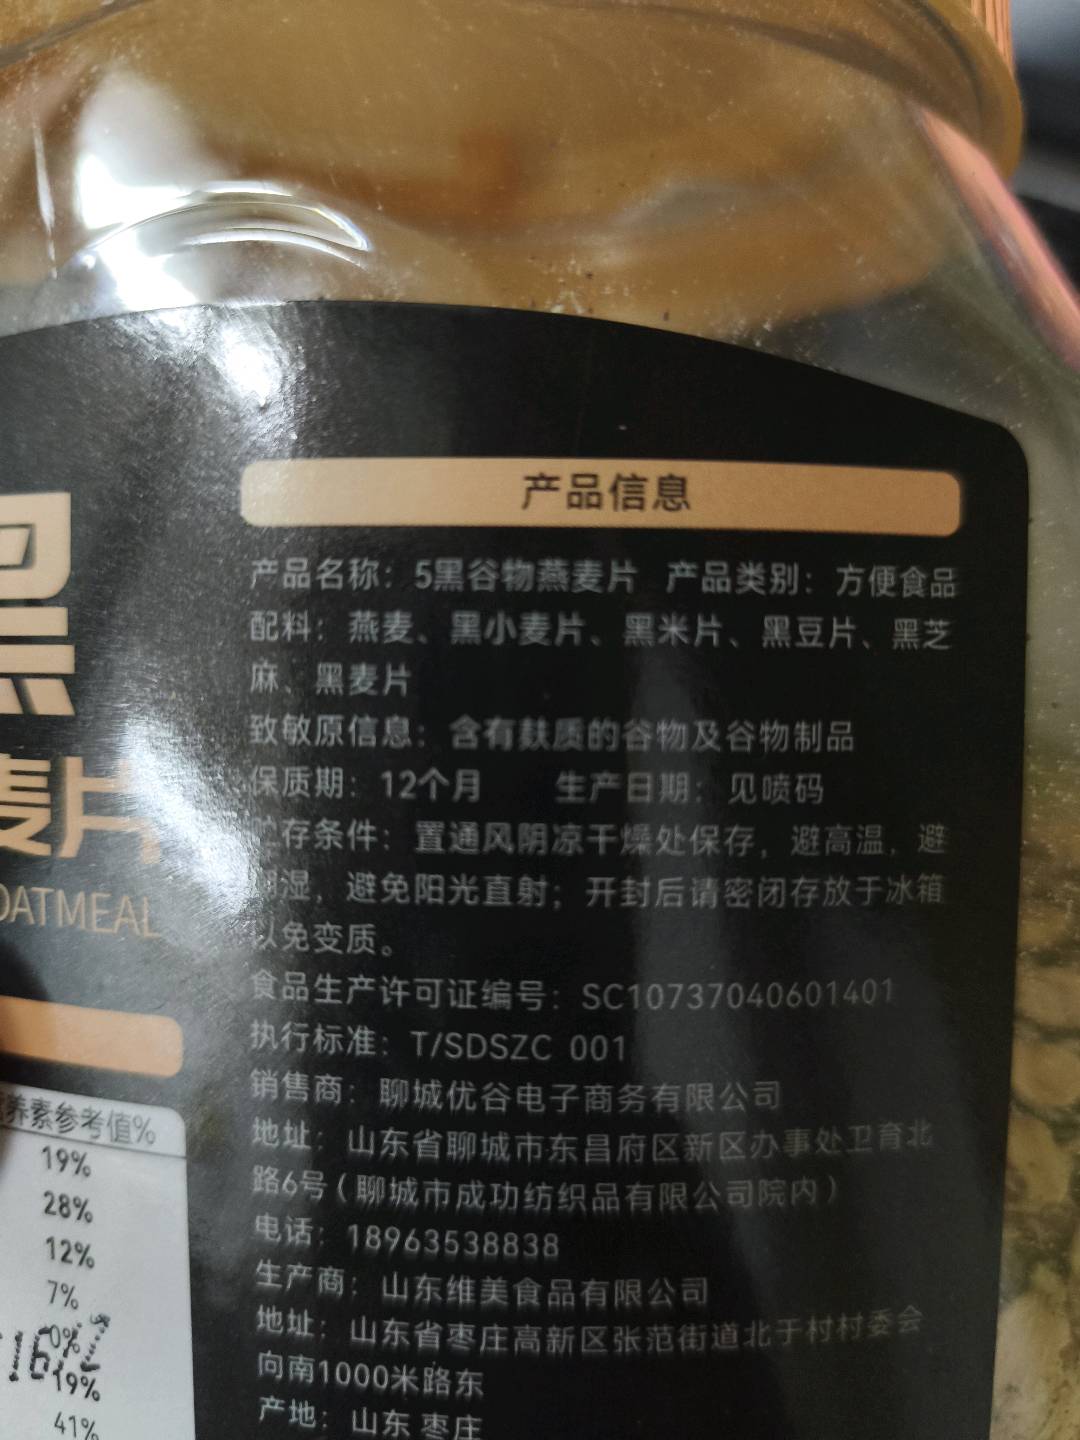 产品信息
产品名称：5黑谷物燕麦片 产品类别：方便食品
配料：燕麦、黑小麦片、黑米片、黑豆片、黑芝
麻、黑麦片
致敏原信息：含有麸质的谷物及谷物制品
保质期：12个月 生产日期：见喷码
贮存条件：置通风阴凉干燥处保存，避高温，避
潮湿，避免阳光直射；开封后请密闭存放于冰箱
以免变质。
食品生产许可证编号：SC10737040601401
执行标准：T/SDSZC 001
销售商：聊城优谷电子商务有限公司
地址：山东省聊城市东昌府区新区办事处卫育北
路6号（聊城市成功纺织品有限公司院内）
电话：18963538838
生产商：山东维美食品有限公司
地址：山东省枣庄高新区张范街道北于村村委会
向南1000米路东
产地：山东 枣庄
黑
麦片
OATMEAL
养素参考值%
19%
28%
12%
7%
0%
19%
41%